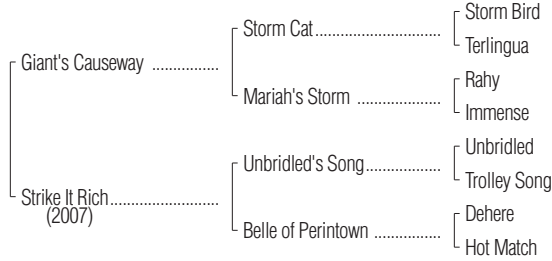 Storm Bird
Storm Cat
Terlingua
Giant's Causeway
Rahy
Mariah's Storm
Immense
Unbridled
Unbridled's Song
Trolley Song
Strike It Rich
(2007)
Dehere
Belle of Perintown
Hot Match